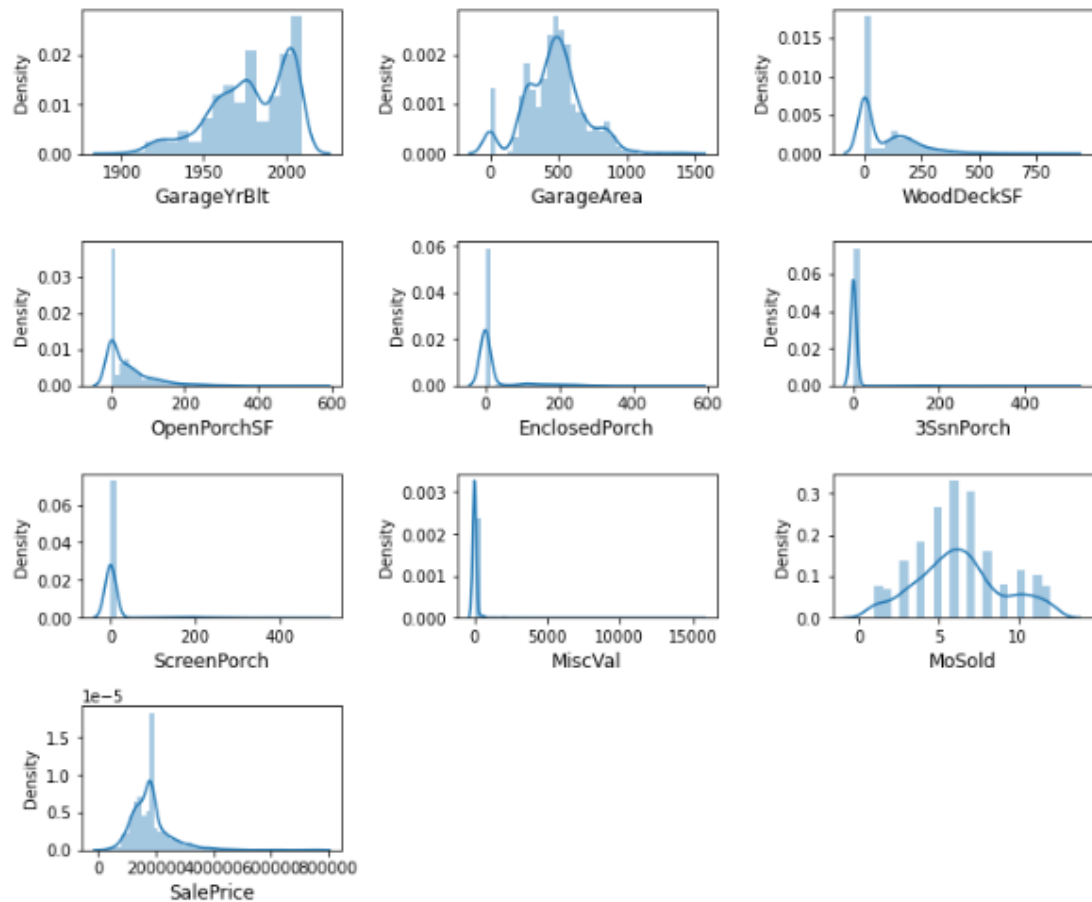 0.02
0.01
0.00
Density
1900 1950 2000
GarageYrBlt
0.002
0.001
0.000
Density
0 500 1000 1500
GarageArea
0.015
0.010
0.005
0.000
Density
0 250 500 750
WoodDeckSF
0.03
0.02
0.01
0.00
Density
0 200 400 600
OpenPorchSF
0.06
0.04
0.02
0.00
Density
0 200 400 600
EnclosedPorch
0.06
0.04
0.02
0.00
Density
0 200 400
3SsnPorch
0.06
0.04
0.02
0.00
Density
0 200 400
ScreenPorch
0.003
0.002
0.001
0.000
Density
0 5000 10000 15000
MiscVal
0.3
0.2
0.1
0.0
Density
0 5 10
MoSold
1e−5
1.5
1.0
0.5
0.0
Density
0 200000 400000 600000 800000
SalePrice